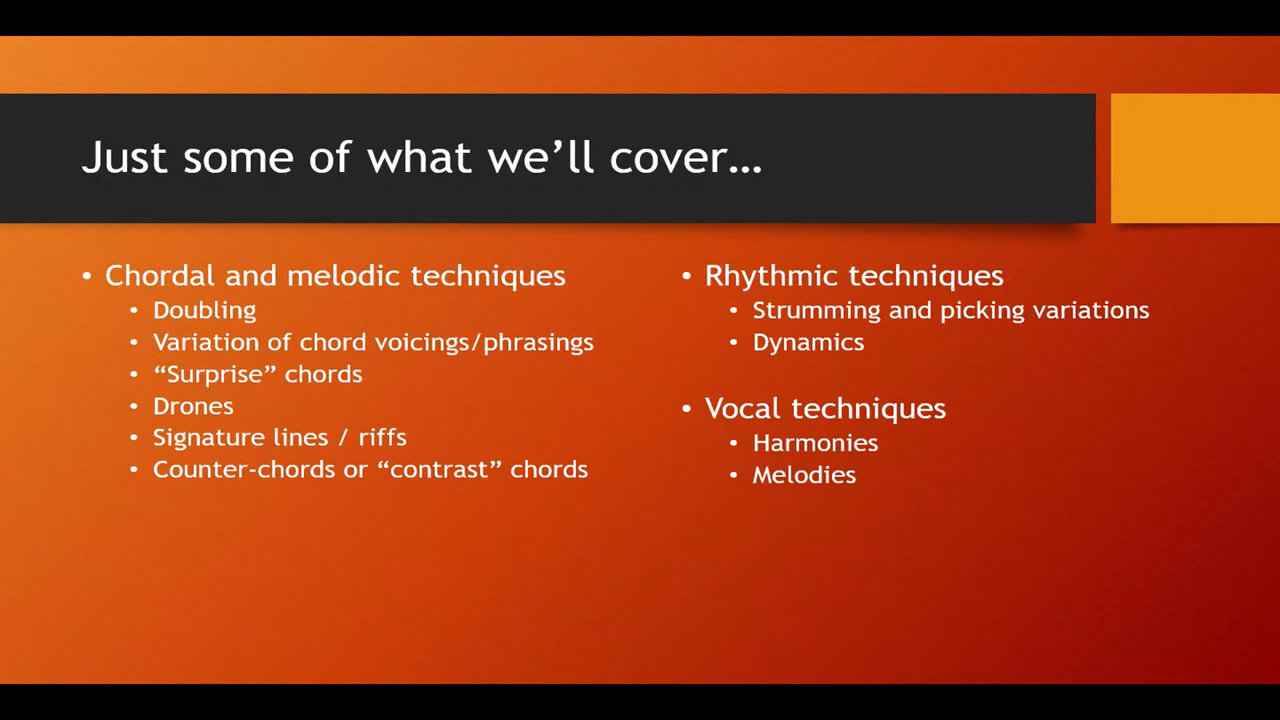 Just some of what we’ll cover…
• Chordal and melodic techniques
• Doubling
• Variation of chord voicings/phrasings
• “Surprise” chords
• Drones
• Signature lines / riffs
• Counter-chords or “contrast” chords
• Rhythmic techniques
• Strumming and picking variations
• Dynamics
• Vocal techniques
• Harmonies
• Melodies